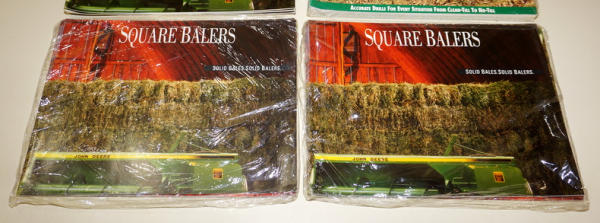 ACCURATE DRILLS FOR EVERY SITUATION FROM CLEAN-TILL TO NO-TILL
SQUARE BALERS
SOLID BALES. SOLID BALERS.
JOHN DEERE
SQUARE BALERS
SOLID BALES. SOLID BALERS.
JOHN DEERE